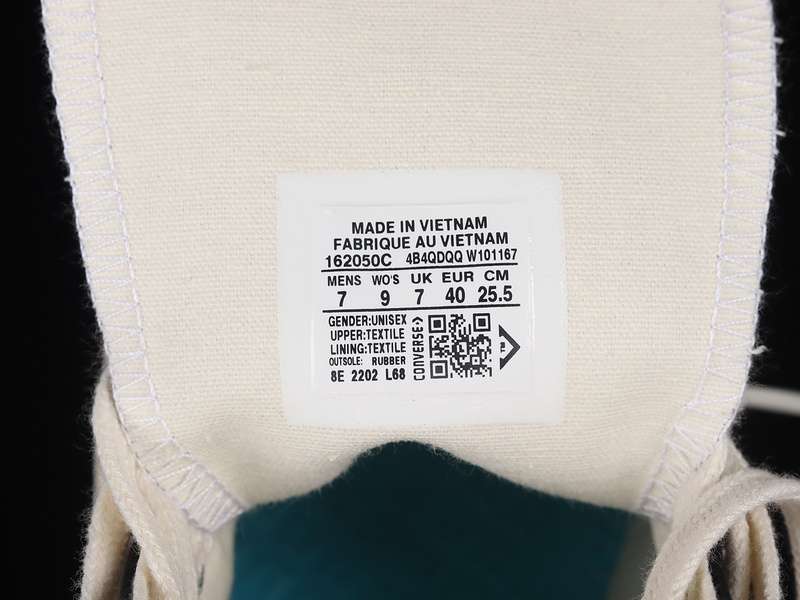 MADE IN VIETNAM
FABRIQUE AU VIETNAM
162050C 4B4QDQQ W101167
MENS WO'S UK EUR CM
7 9 7 40 25.5
GENDER:UNISEX
UPPER:TEXTILE
LINING:TEXTILE
OUTSOLE: RUBBER
8E 2202 L68
CONVERSE
TM